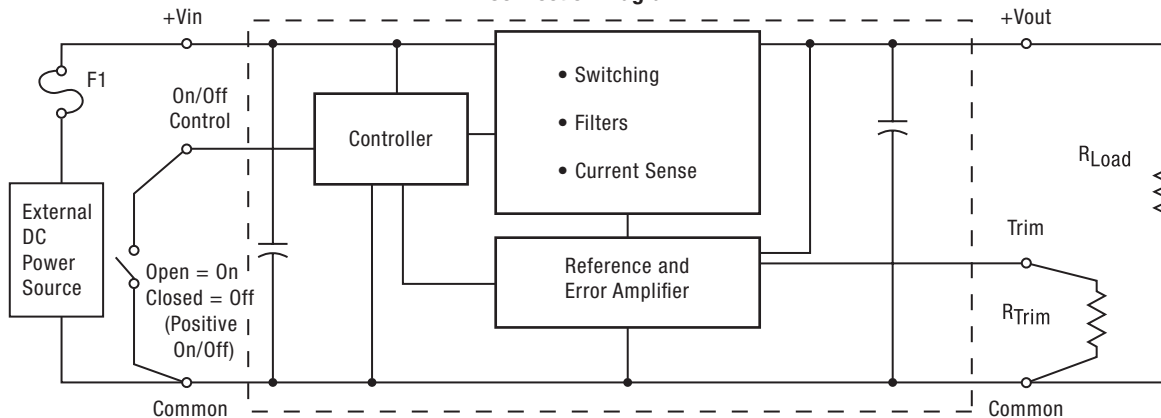 +Vin
+Vout
F1
On/Off
Control
Controller
• Switching
• Filters
• Current Sense
RLoad
External
DC
Power
Source
Open = On
Closed = Off
(Positive
On/Off)
Reference and
Error Amplifier
Trim
RTrim
Common
Common